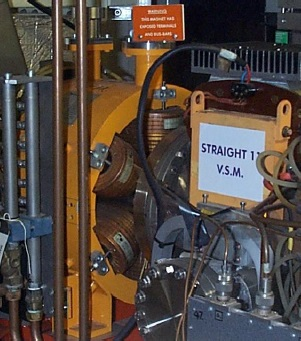 WARNING
THIS MAGNET HAS
EXPOSED TERMINALS
AND BUS-BARS
STRAIGHT 11
V.S.M.